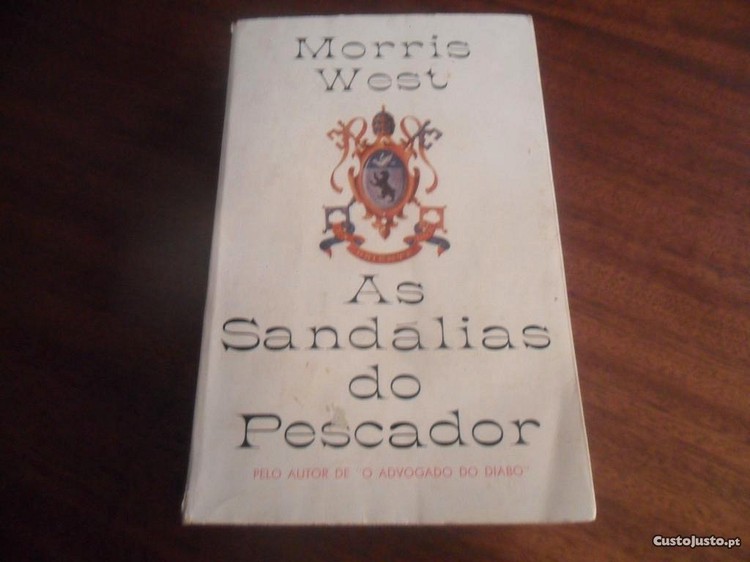 Morris
West
As
Sandálias
do
Pescador
PELO AUTOR DE "O ADVOGADO DO DIABO"
CustoJusto.pt